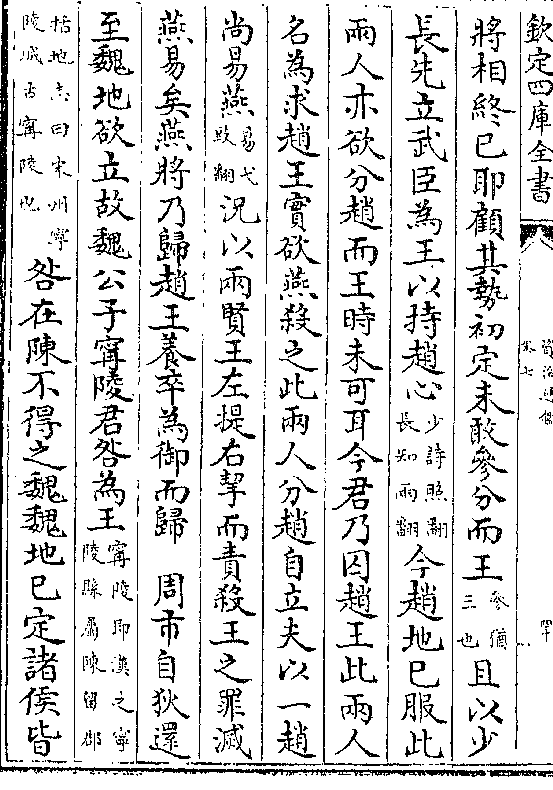 欽定四庫全書
資治通鑑
卷七
四十
將相終已耶顧其勢初定未敢參分而王參猶三也且以少
長先立武臣為王以持趙心少詩照翻長知兩翻今趙地已服此
兩人亦欲分趙而王時未可耳今君乃囚趙王此兩人
名為求趙王實欲燕殺之此兩人分趙自立夫以一趙
尚易燕易弋豉翻況以兩賢王左提右挈而責殺王之罪滅
燕易矣燕將乃歸趙王養卒為御而歸　周市自狄還
至魏地欲立故魏公子寗陵君咎為王寗陵即漢之寗陵縣屬陳留郡
括地志曰宋州寧陵城古寗陵也咎在陳不得之魏魏地已定諸侯皆